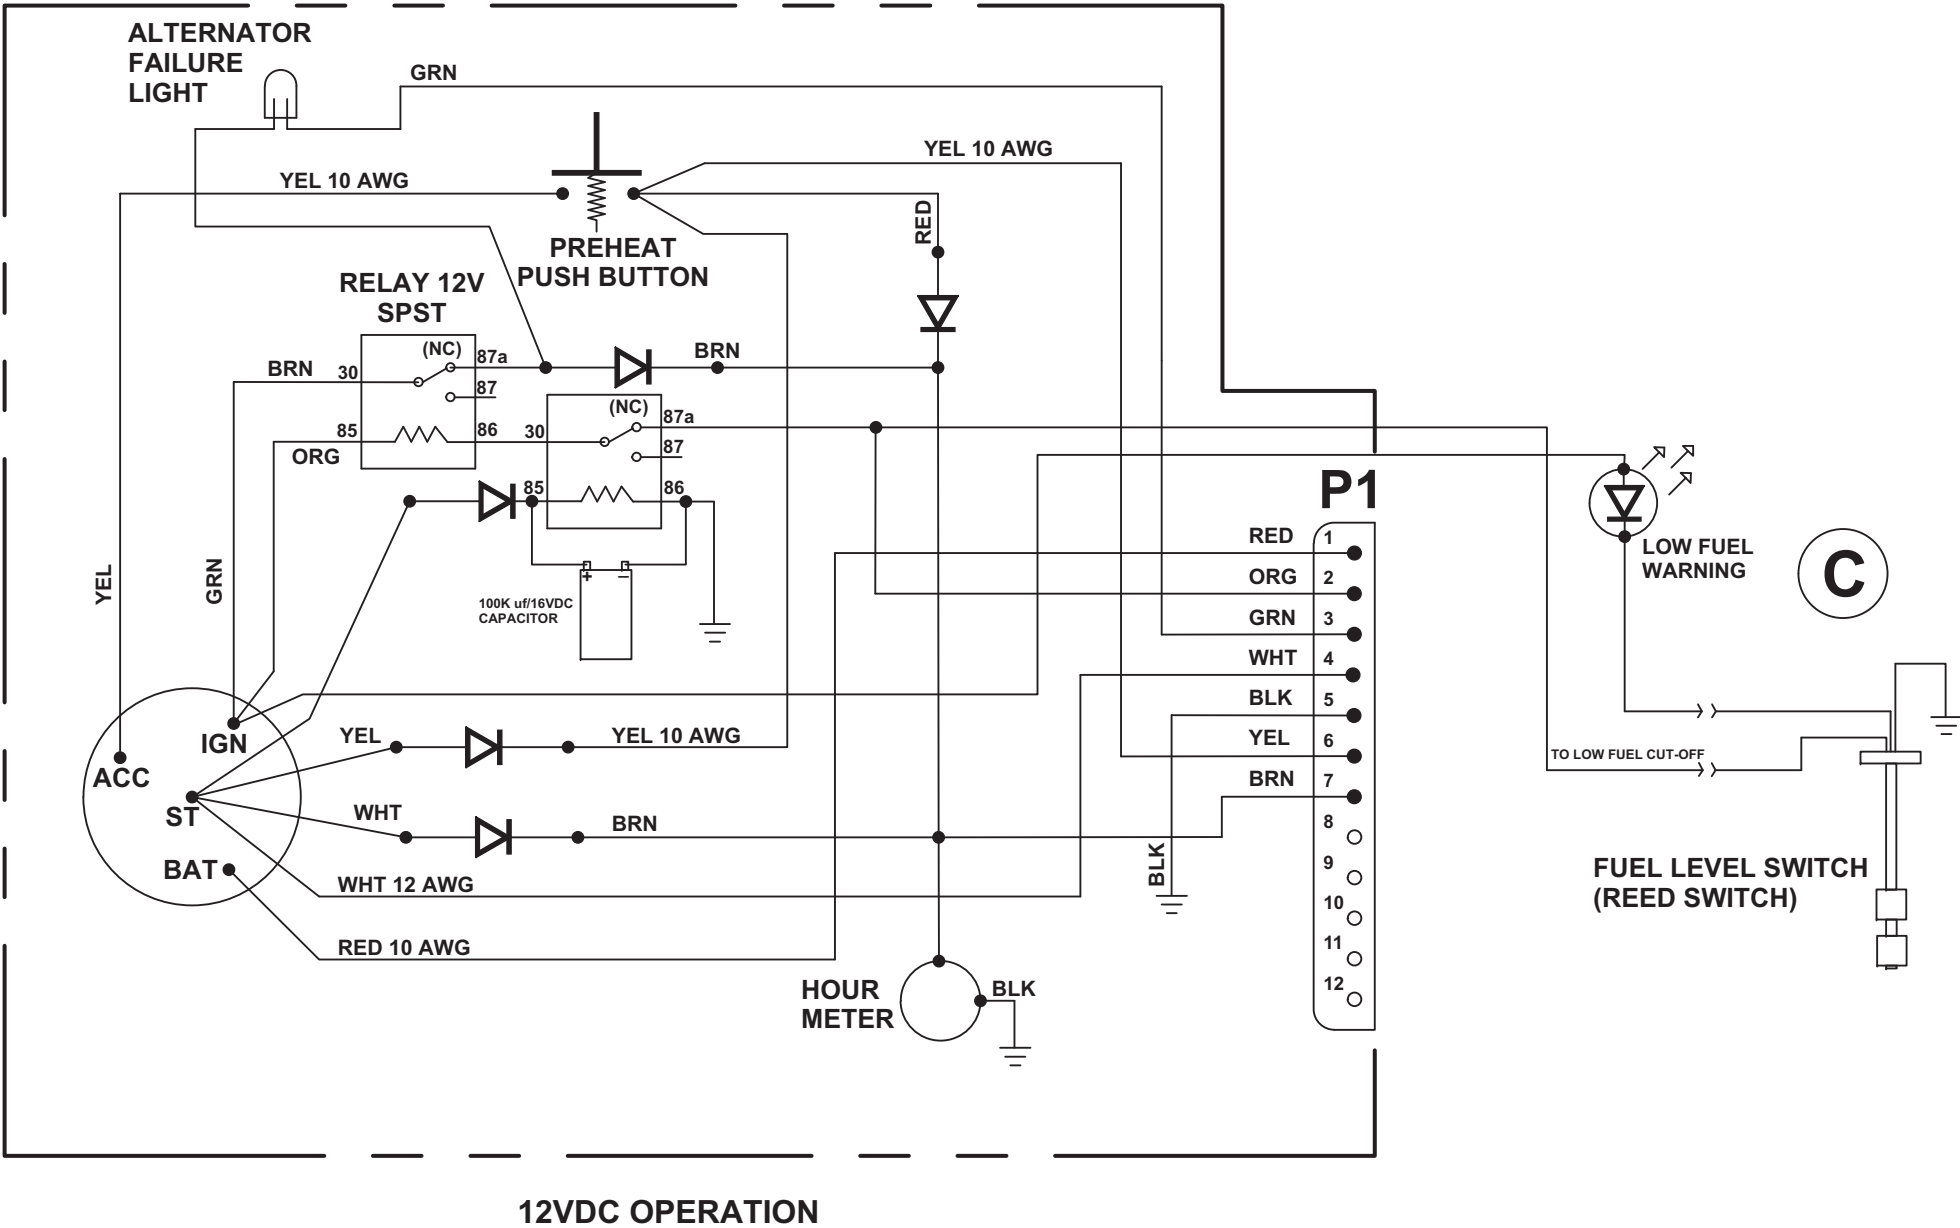 ALTERNATOR
FAILURE
LIGHT
GRN
YEL 10 AWG
YEL 10 AWG
RED
PREHEAT
PUSH BUTTON
RELAY 12V
SPST
(NC)
87a
BRN
30
87
BRN
85
86
ORG
(NC)
87a
30
87
85
86
100K uf/16VDC
CAPACITOR
+
–
YEL
GRN
IGN
ACC
ST
BAT
YEL
YEL 10 AWG
WHT
BRN
WHT 12 AWG
RED 10 AWG
HOUR
METER
BLK
BLK
P1
RED 1
ORG 2
GRN 3
WHT 4
BLK 5
YEL 6
BRN 7
8
9
10
11
12
LOW FUEL
WARNING
C
TO LOW FUEL CUT-OFF
FUEL LEVEL SWITCH
(REED SWITCH)
12VDC OPERATION